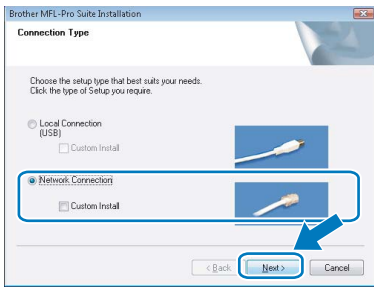 Brother MFL-Pro Suite Installation
Connection Type
Choose the setup type that best suits your needs.
Click the type of Setup you require.
Local Connection
(USB)
Custom Install
Network Connection
Custom Install
< Back
Next >
Cancel